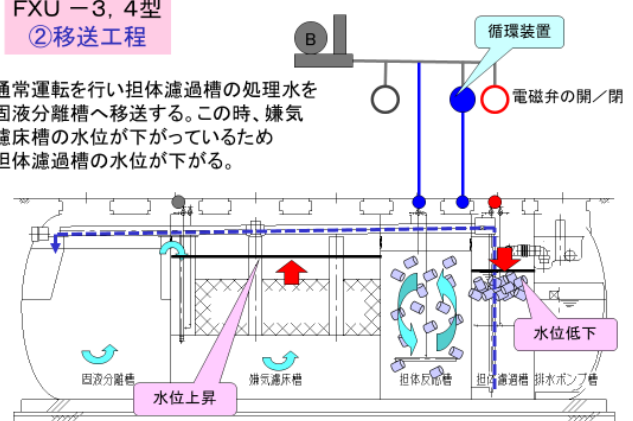 FXU －3，4型
②移送工程
循環装置
B
電磁弁の開／閉
通常運転を行い担体濾過槽の処理水を
固液分離槽へ移送する。この時、嫌気
濾床槽の水位が下がっているため
担体濾過槽の水位が下がる。
水位低下
固液分離槽
嫌気濾床槽
担体反応槽
担体濾過槽
排水ポンプ槽
水位上昇